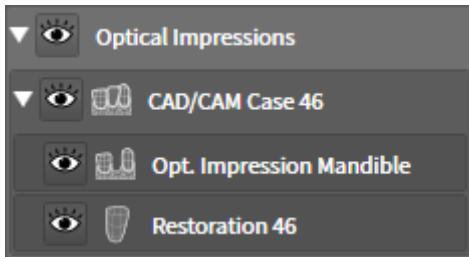 Optical Impressions
CAD/CAM Case 46
Opt. Impression Mandible
Restoration 46